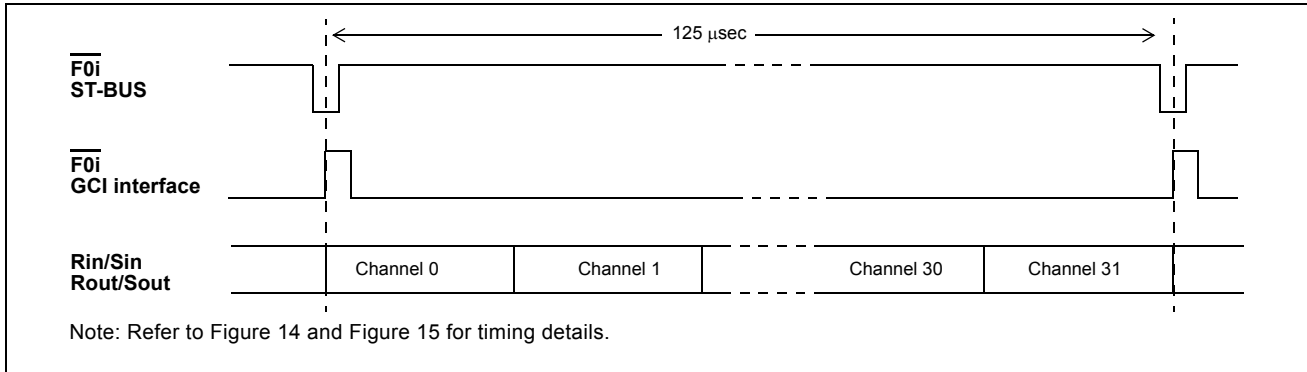 125 μsec
F0i
ST-BUS
F0i
GCI interface
Rin/Sin
Rout/Sout
Channel 0
Channel 1
Channel 30
Channel 31
Note: Refer to Figure 14 and Figure 15 for timing details.